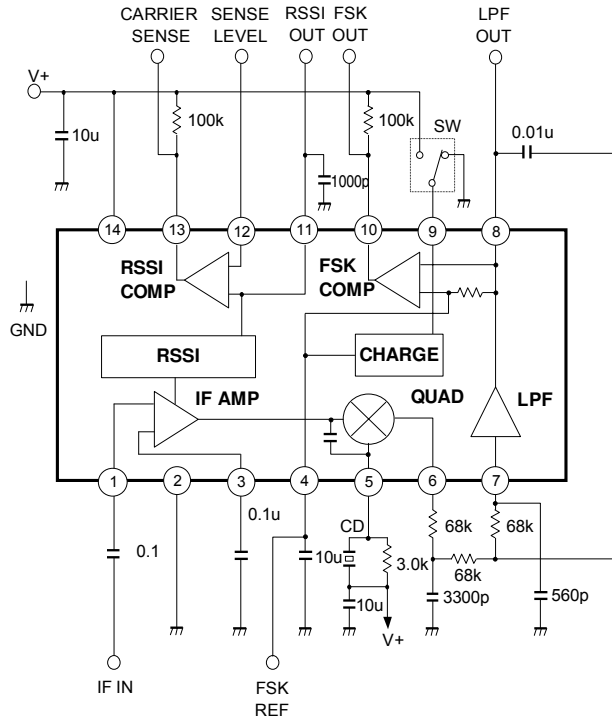 CARRIER SENSE
SENSE LEVEL
RSSI OUT
FSK OUT
LPF OUT
V+
10u
100k
100k
1000p
SW
0.01u
14
13
12
11
10
9
8
RSSI COMP
FSK COMP
GND
RSSI
CHARGE
IF AMP
QUAD
LPF
1
2
3
4
5
6
7
0.1
0.1u
10u
CD
3.0k
10u
V+
68k
68k
68k
3300p
560p
IF IN
FSK REF